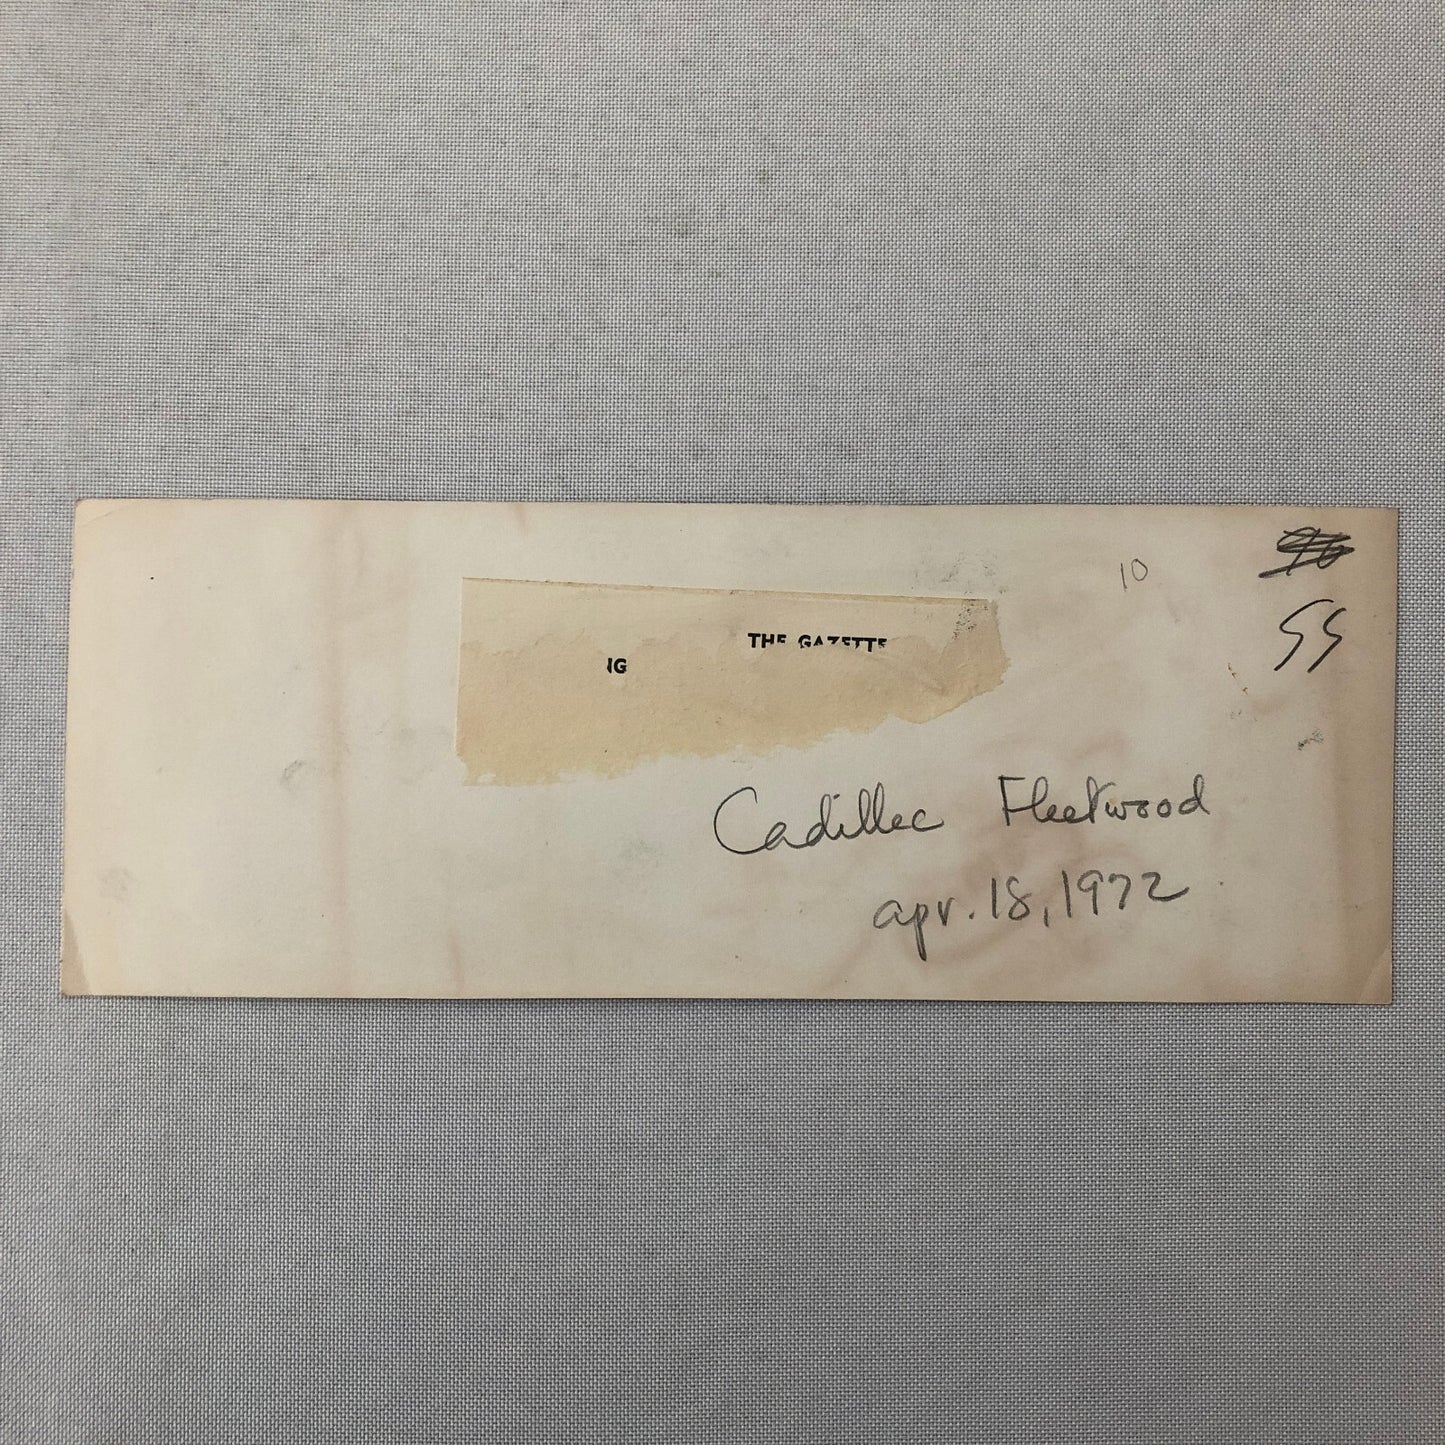 10
55
THE GAZETTE
IG
Cadillac Fleetwood
apr. 18, 1972